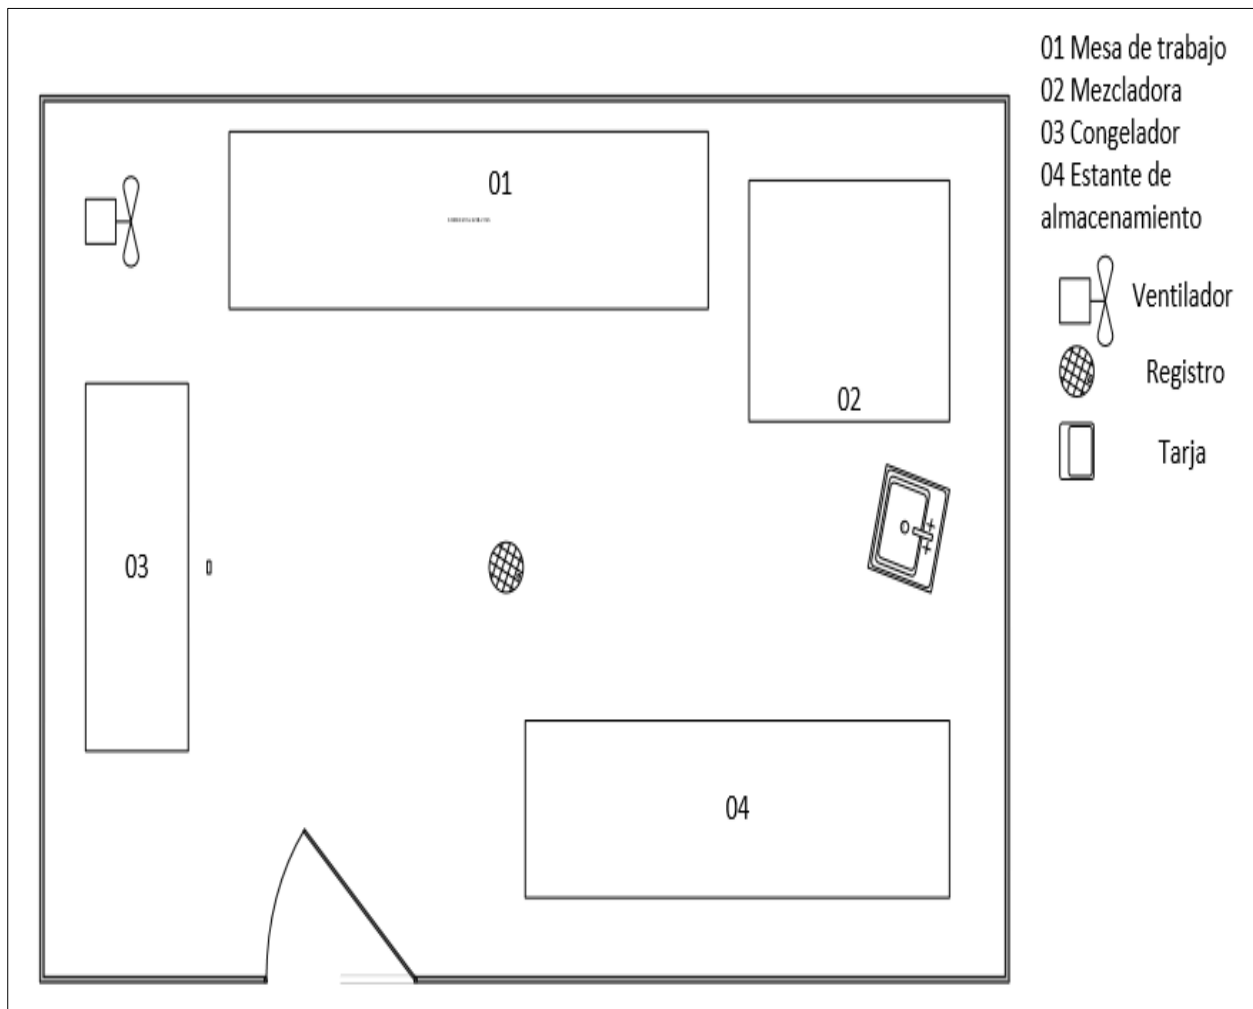 01
02
03
04
01 Mesa de trabajo
02 Mezcladora
03 Congelador
04 Estante de
almacenamiento
Ventilador
Registro
Tarja